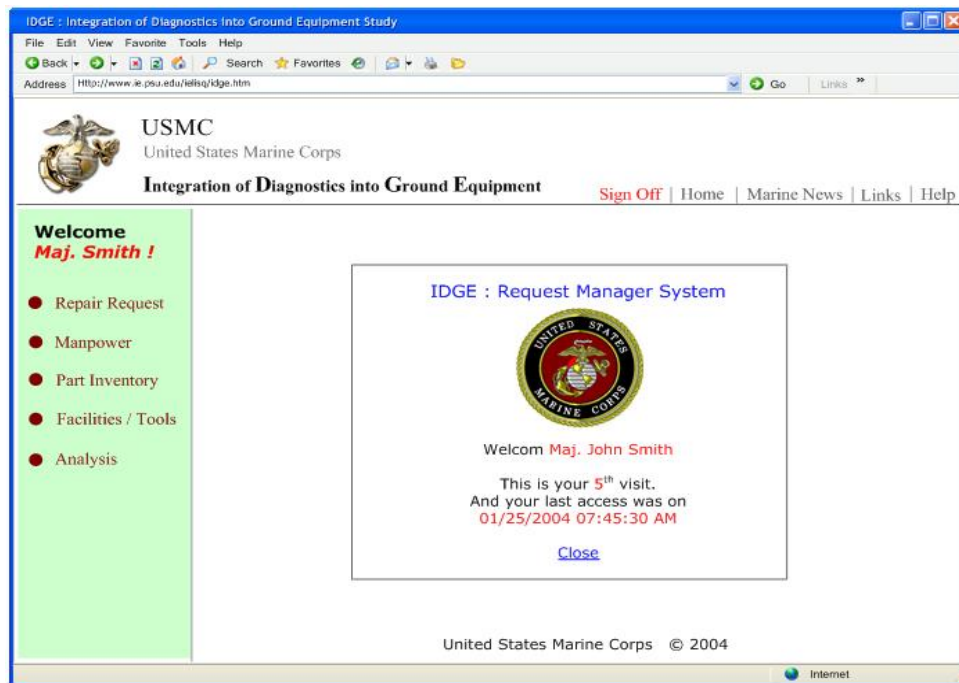 IDGE : Integration of Diagnostics into Ground Equipment Study
File Edit View Favorite Tools Help
Back Search Favorites
Address Http://www.ie.psu.edu/ielisq/idge.htm Go Links »
USMC
United States Marine Corps
Integration of Diagnostics into Ground Equipment
Sign Off | Home | Marine News | Links | Help
Welcome
Maj. Smith !
Repair Request
Manpower
Part Inventory
Facilities / Tools
Analysis
IDGE : Request Manager System
UNITED STATES
MARINE CORPS
Welcom Maj. John Smith
This is your 5th visit.
And your last access was on
01/25/2004 07:45:30 AM
Close
United States Marine Corps © 2004
Internet